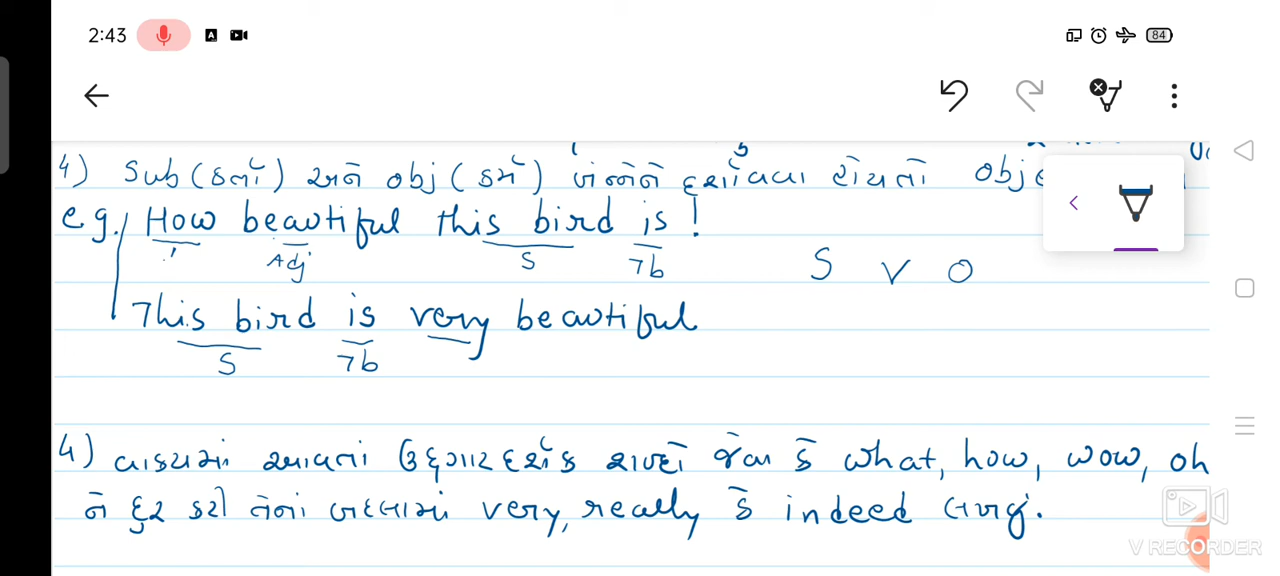 2:43
A
84
4) Sub (કર્તા) અને obj (કર્મ) બંન્નેને દર્શાવવા
e.g. How beautiful this bird is !
Adj S Tb
S V O
This bird is very beautiful
S Tb
4) વાક્યમાં આવતા ઉદ્ગારદર્શક શબ્દો જેવા કે what, how, wow, oh
ને દૂર કરી તેના બદલામાં very, really કે indeed લખવું.
V RECORDER